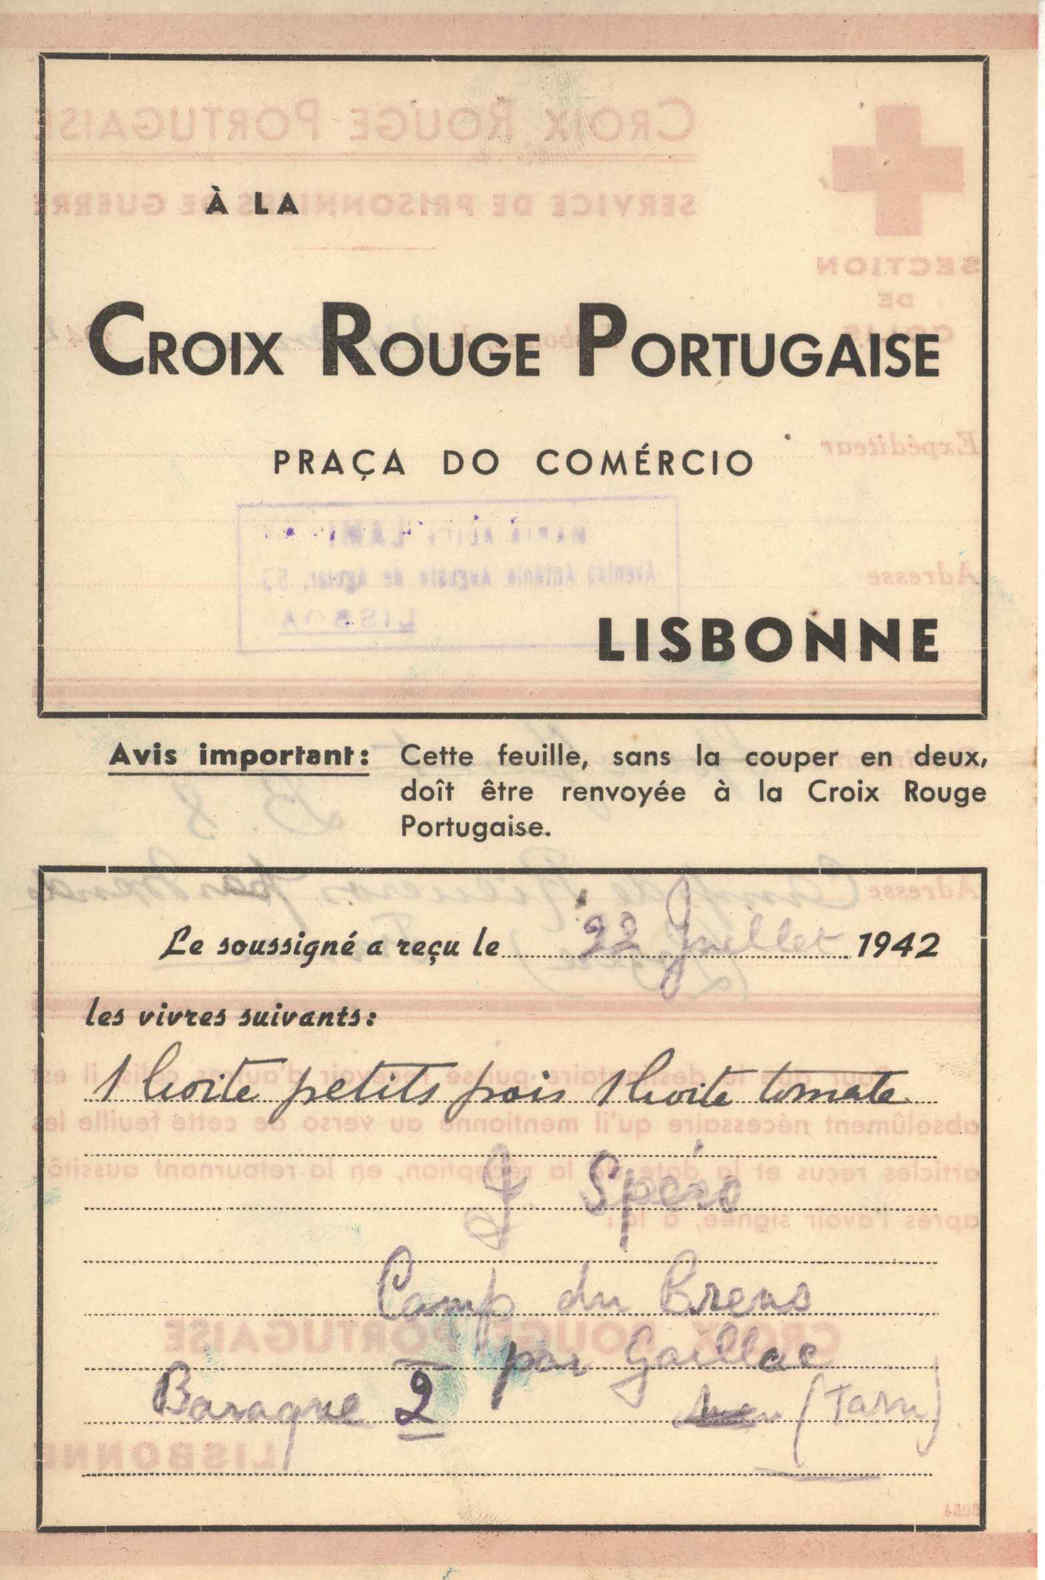 À LA
CROIX ROUGE PORTUGAISE
PRAÇA DO COMÉRCIO
LISBONNE
Avis important: Cette feuille, sans la couper en deux,
doît être renvoyée à la Croix Rouge
Portugaise.
Le soussigné a reçu le 22 Juillet 1942
les vivres suivants:
1 boite petits pois 1 boite tomate
J Spéro
Camp du Brens
par Gaillac
Baraque 2 (Tarn)